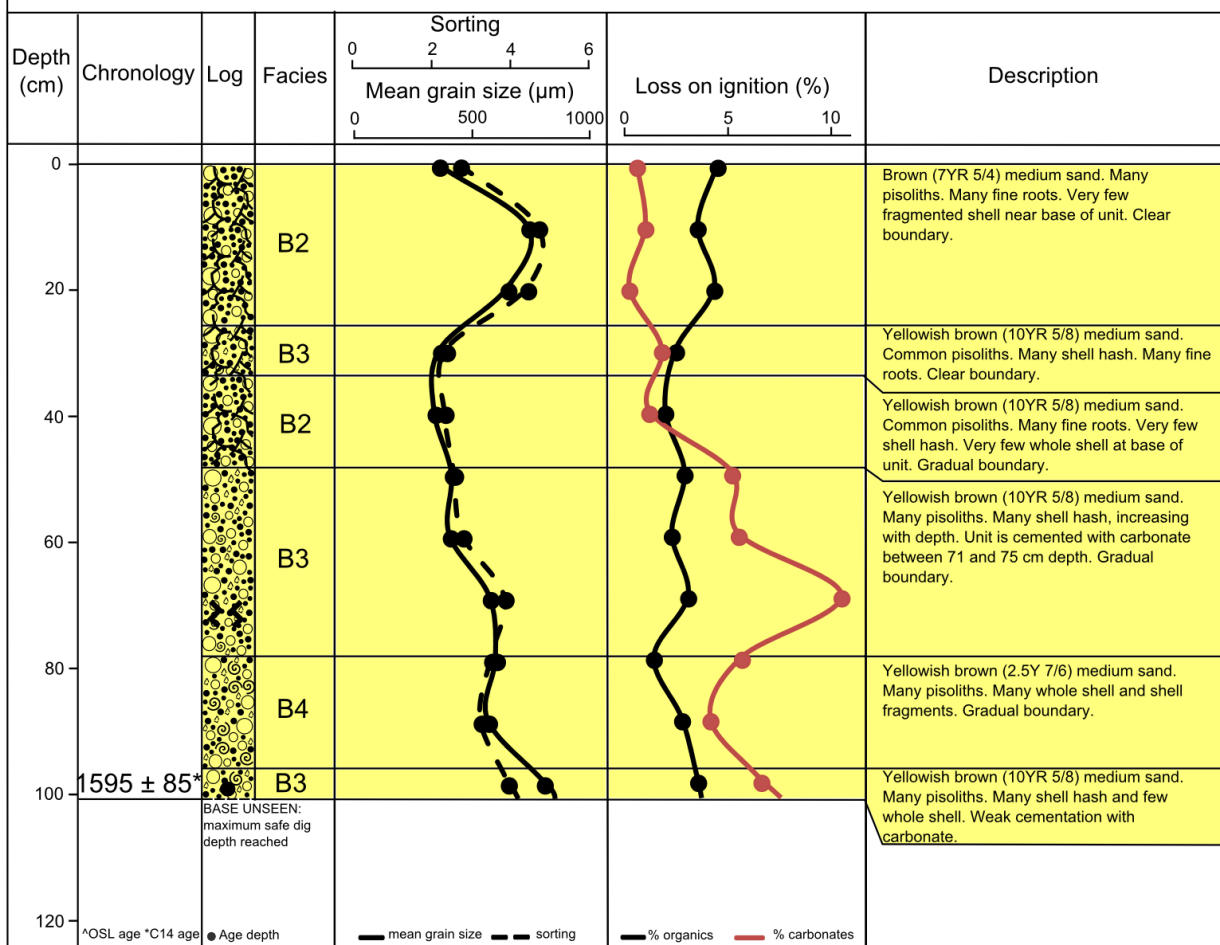 Depth
(cm)
Chronology
Log
Facies
Sorting
0 2 4 6
Mean grain size (µm)
0 500 1000
Loss on ignition (%)
0 5 10
Description
0
20
40
60
80
100
120
B2
B3
B2
B3
B4
B3
1595 ± 85*
BASE UNSEEN:
maximum safe dig
depth reached
Brown (7YR 5/4) medium sand. Many
pisoliths. Many fine roots. Very few
fragmented shell near base of unit. Clear
boundary.
Yellowish brown (10YR 5/8) medium sand.
Common pisoliths. Many shell hash. Many fine
roots. Clear boundary.
Yellowish brown (10YR 5/8) medium sand.
Common pisoliths. Many fine roots. Very few
shell hash. Very few whole shell at base of
unit. Gradual boundary.
Yellowish brown (10YR 5/8) medium sand.
Many pisoliths. Many shell hash, increasing
with depth. Unit is cemented with carbonate
between 71 and 75 cm depth. Gradual
boundary.
Yellowish brown (2.5Y 7/6) medium sand.
Many pisoliths. Many whole shell and shell
fragments. Gradual boundary.
Yellowish brown (10YR 5/8) medium sand.
Many pisoliths. Many shell hash and few
whole shell. Weak cementation with
carbonate.
^OSL age *C14 age
Age depth
mean grain size
sorting
% organics
% carbonates